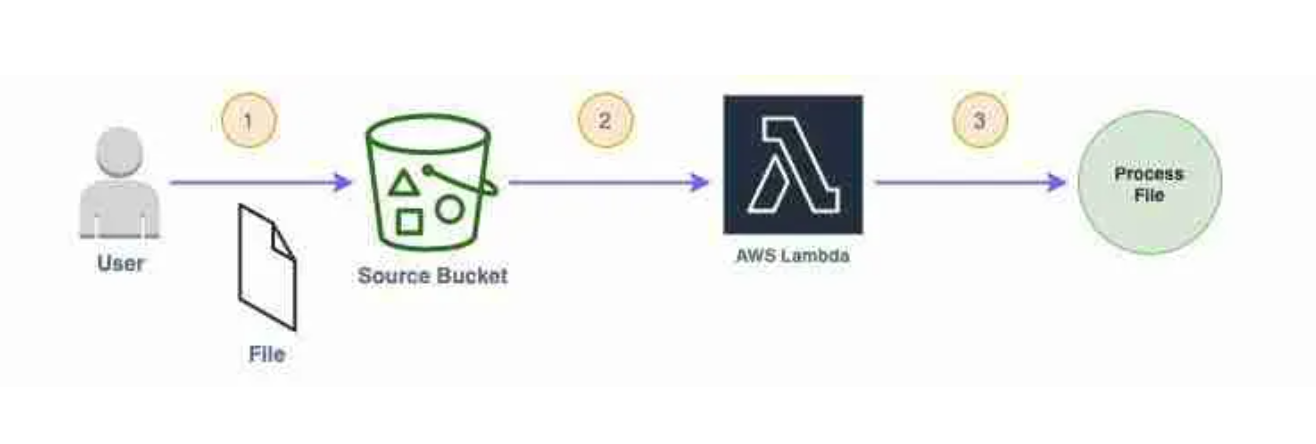 1
2
3
Process
File
User
Source Bucket
AWS Lambda
File